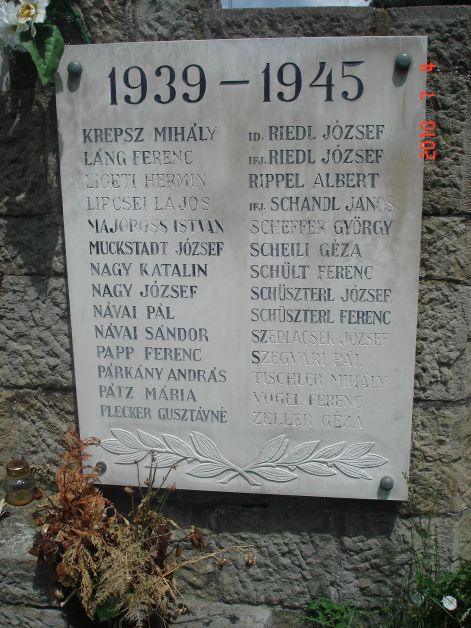 1939 – 1945
KREPSZ MIHÁLY
LÁNG FERENC
LIGETI HERMIN
LIPCSEI LAJOS
MAJOROSS ISTVÁN
MUCKSTADT JÓZSEF
NAGY KATALIN
NAGY JÓZSEF
NÁVAI PÁL
NÁVAI SÁNDOR
PAPP FERENC
PÁRKÁNY ANDRÁS
PÁTZ MÁRIA
PLECKER GUSZTÁVNÉ
ID. RIEDL JÓZSEF
IFJ. RIEDL JÓZSEF
RIPPEL ALBERT
IFJ. SCHANDL JÁNOS
SCHEFFER GYÖRGY
SCHEILI GÉZA
SCHÜLT FERENC
SCHÜSZTERL JÓZSEF
SCHÜSZTERL FERENC
SZEDLACSEK JÓZSEF
SZEGVÁRI PÁL
TISCHLER MIHÁLY
VOGEL FERENC
ZELLER GÉZA
2010 7 4